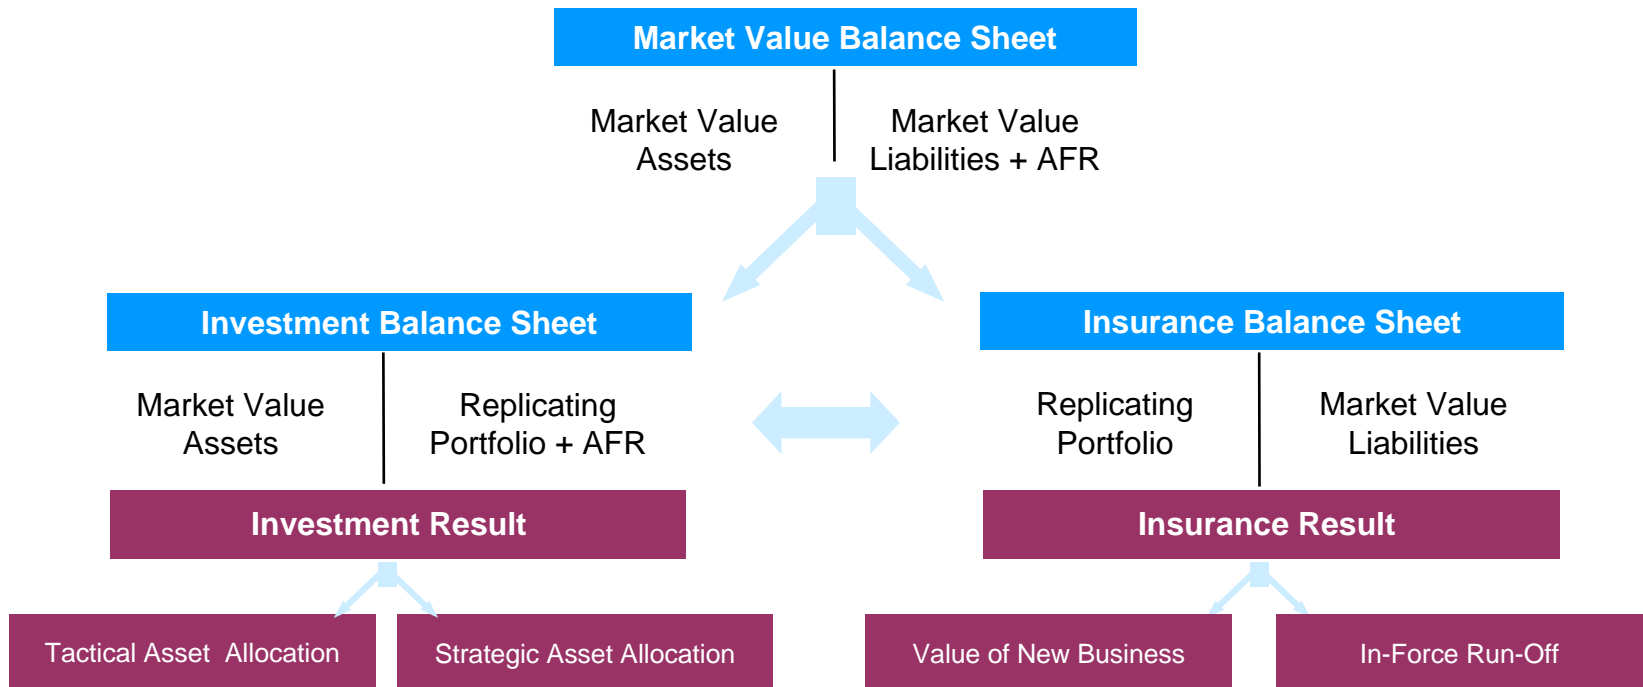 Market Value Balance Sheet
Market Value
Assets
Market Value
Liabilities + AFR
Investment Balance Sheet
Market Value
Assets
Replicating
Portfolio + AFR
Investment Result
Tactical Asset  Allocation
Strategic Asset Allocation
Insurance Balance Sheet
Replicating
Portfolio
Market Value
Liabilities
Insurance Result
Value of New Business
In-Force Run-Off